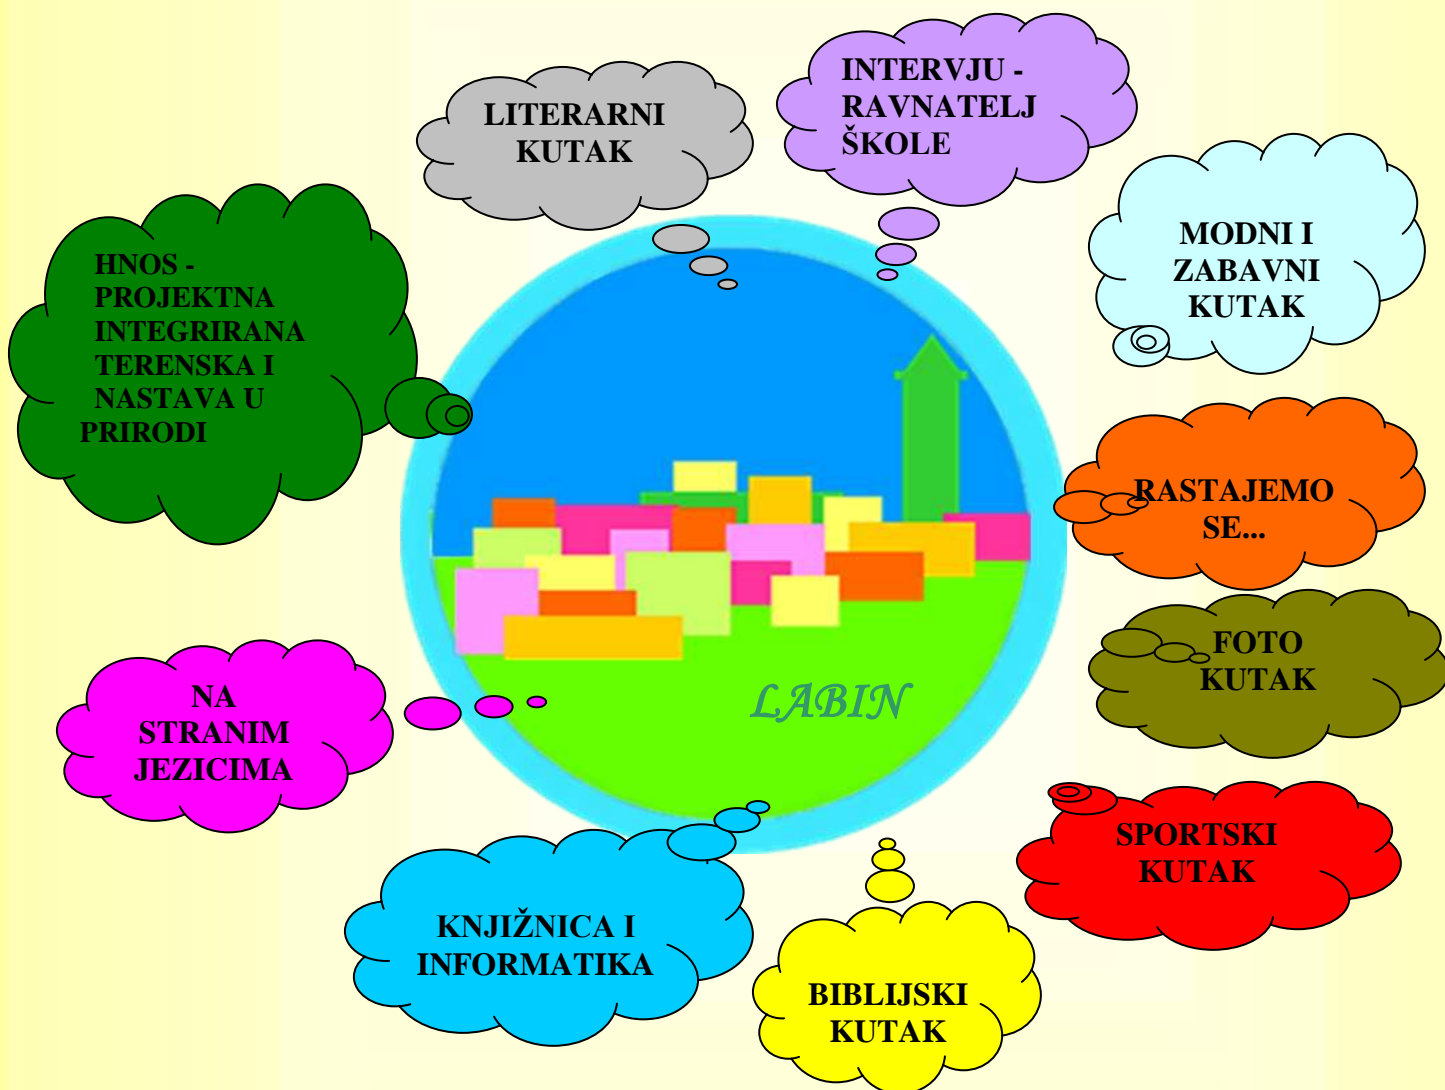 LITERARNI
KUTAK
INTERVJU -
RAVNATELJ
ŠKOLE
MODNI I
ZABAVNI
KUTAK
HNOS -
PROJEKTNA
INTEGRIRANA
TERENSKA I
NASTAVA U
PRIRODI
RASTAJEMO
SE...
FOTO
KUTAK
NA
STRANIM
JEZICIMA
LABIN
SPORTSKI
KUTAK
KNJIŽNICA I
INFORMATIKA
BIBLIJSKI
KUTAK